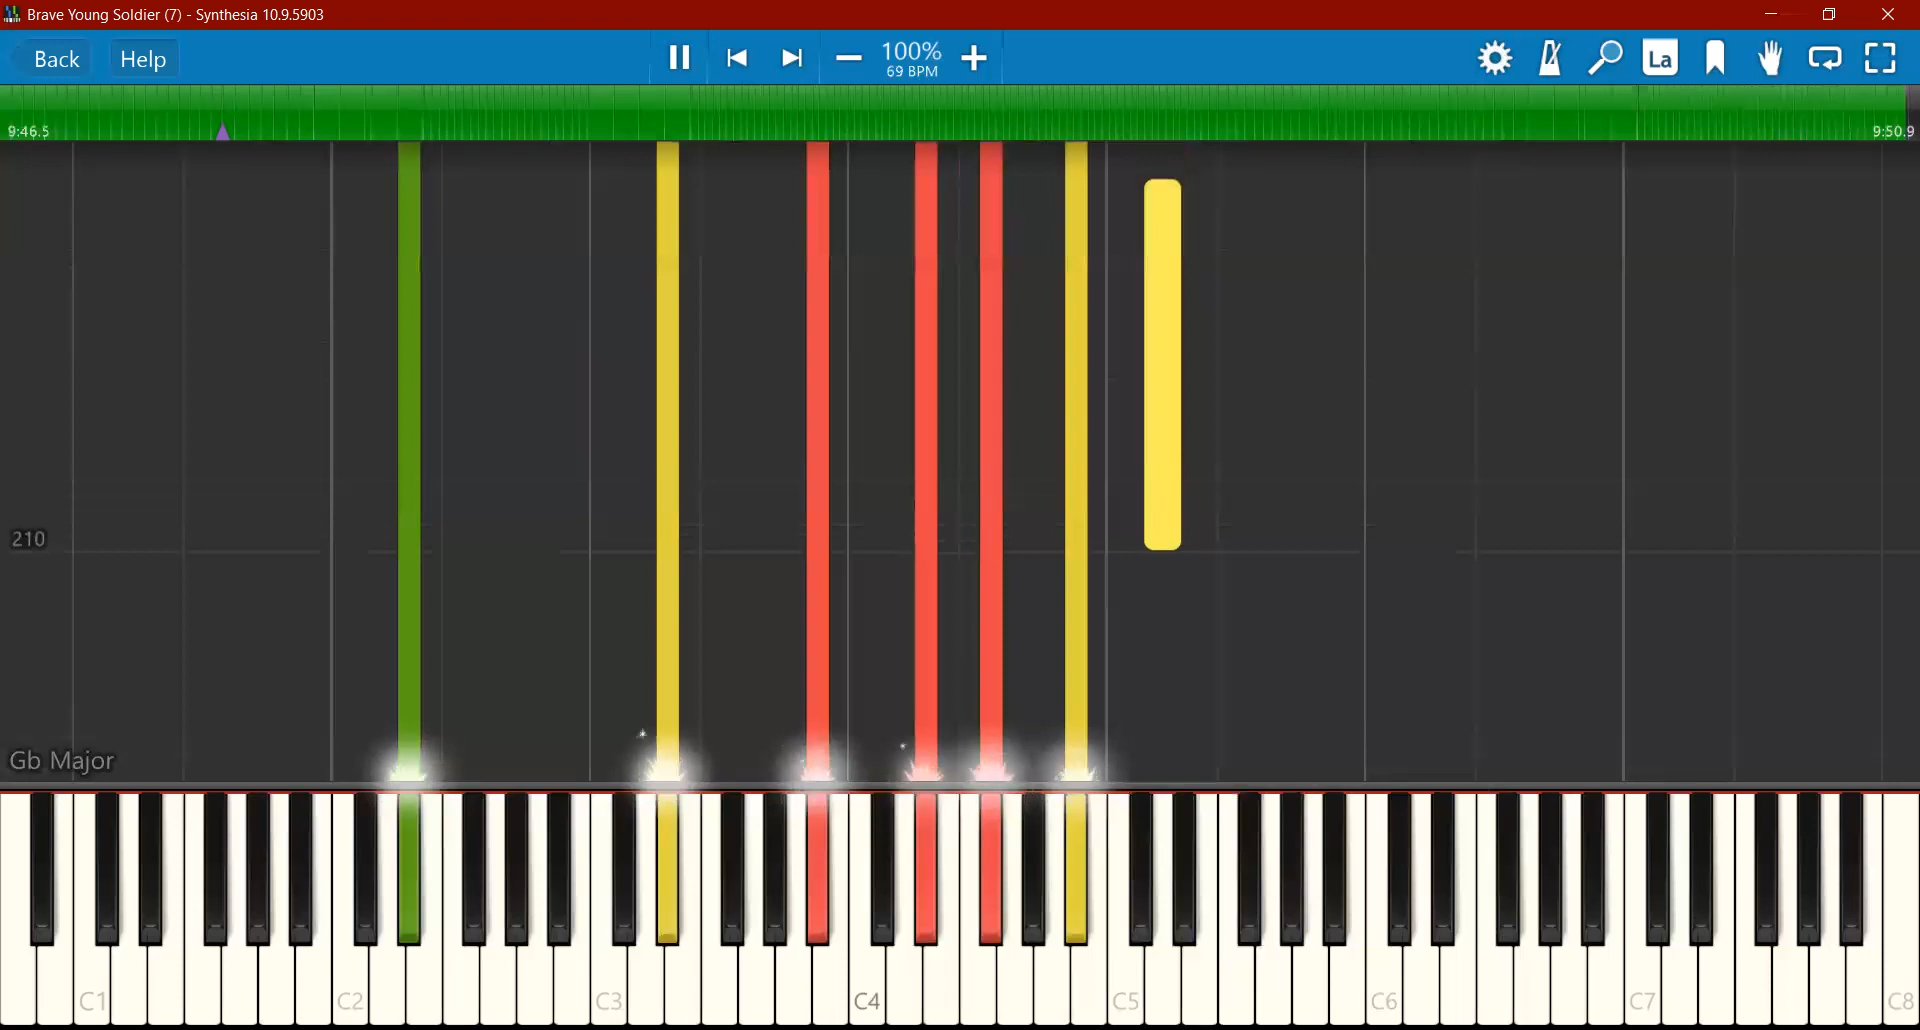 Brave Young Soldier (7) - Synthesia 10.9.5903
Back
Help
100%
69 BPM
La
9:46.5
9:50.9
210
Gb Major
C1
C2
C3
C4
C5
C6
C7
C8